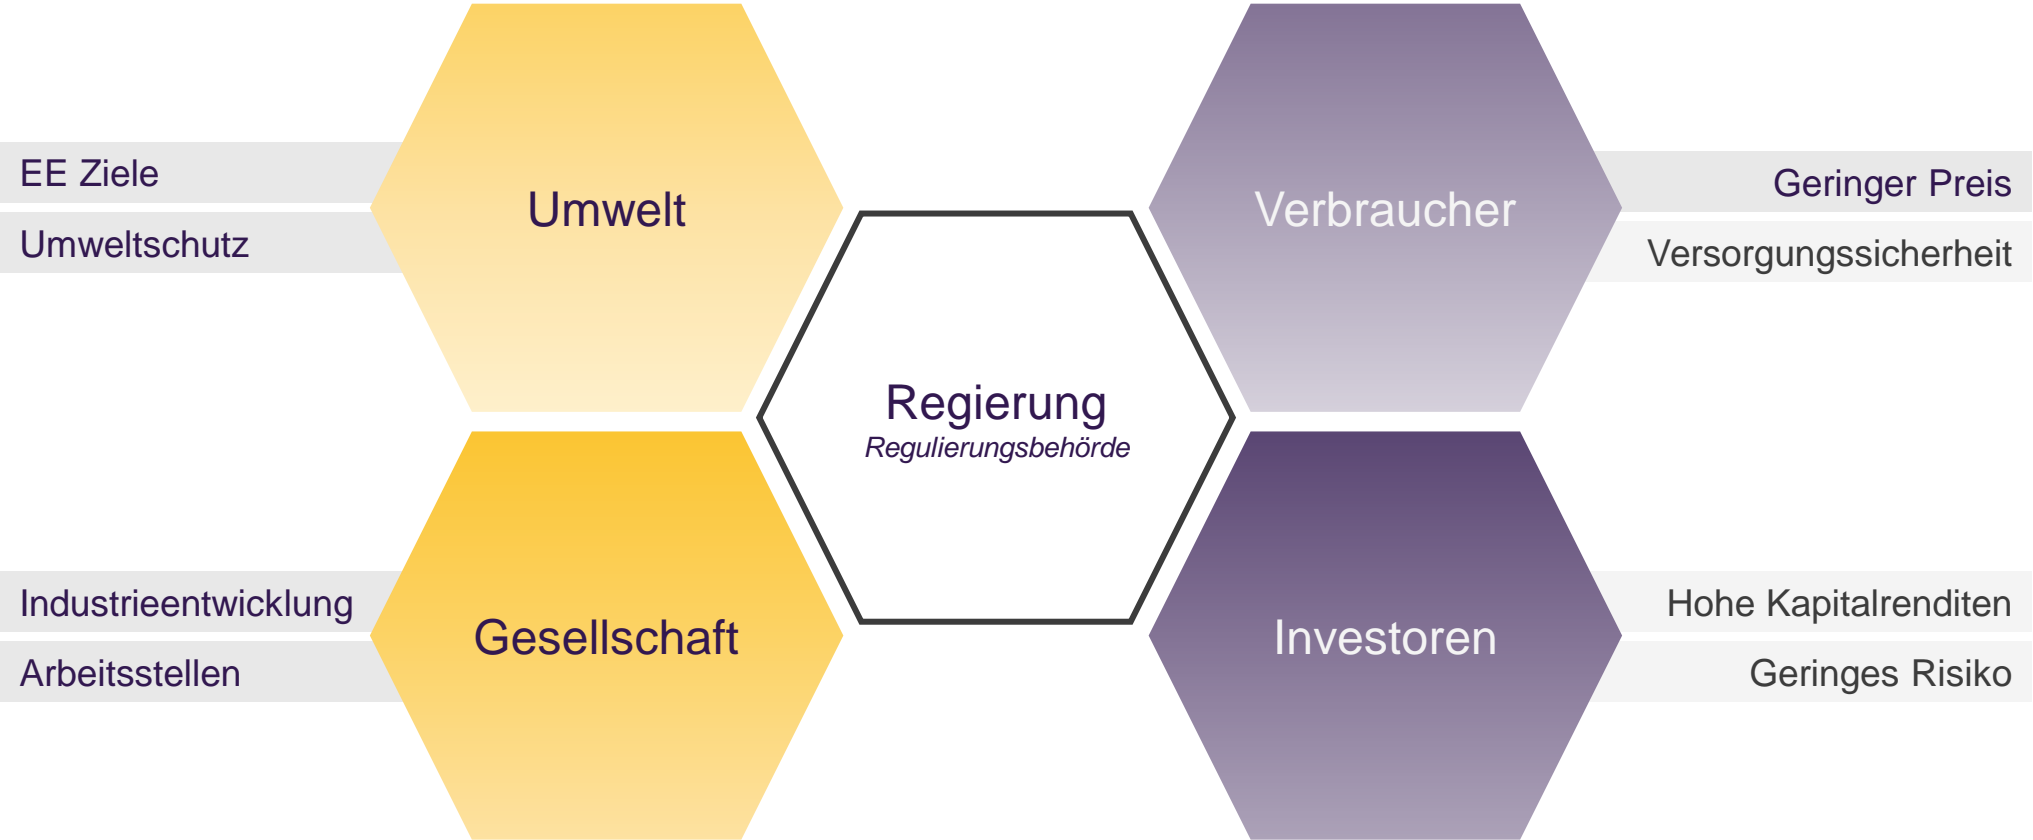 EE Ziele
Umweltschutz
Umwelt
Verbraucher
Geringer Preis
Versorgungssicherheit
Regierung
Regulierungsbehörde
Industrieentwicklung
Arbeitsstellen
Gesellschaft
Investoren
Hohe Kapitalrenditen
Geringes Risiko